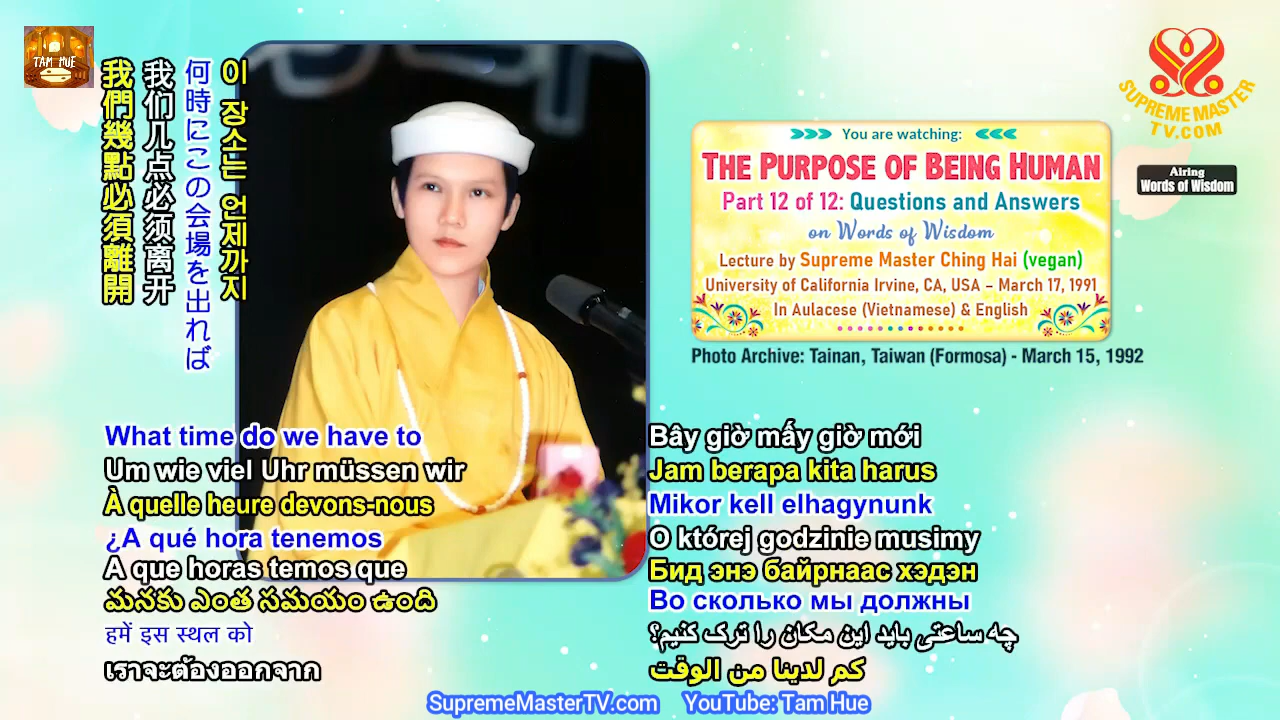 TAM HUE
我們幾點必須離開
我们几点必须离开
何時にこの会場を出れば
이 장소는 언제까지
SUPREME MASTER
TV.COM
Airing
Words of Wisdom
You are watching:
THE PURPOSE OF BEING HUMAN
Part 12 of 12: Questions and Answers
on Words of Wisdom
Lecture by Supreme Master Ching Hai (vegan)
University of California Irvine, CA, USA – March 17, 1991
In Aulacese (Vietnamese) & English
Photo Archive: Tainan, Taiwan (Formosa) - March 15, 1992
What time do we have to
Um wie viel Uhr müssen wir
À quelle heure devons-nous
¿A qué hora tenemos
A que horas temos que
మనకు ఎంత సమయం ఉంది
हमें इस स्थल को
เราจะต้องออกจาก
Bây giờ mấy giờ mới
Jam berapa kita harus
Mikor kell elhagynunk
O której godzinie musimy
Бид энэ байрнаас хэдэн
Во сколько мы должны
چه ساعتی باید این مکان را ترک کنیم؟
كم لدينا من الوقت
SupremeMasterTV.com YouTube: Tam Hue